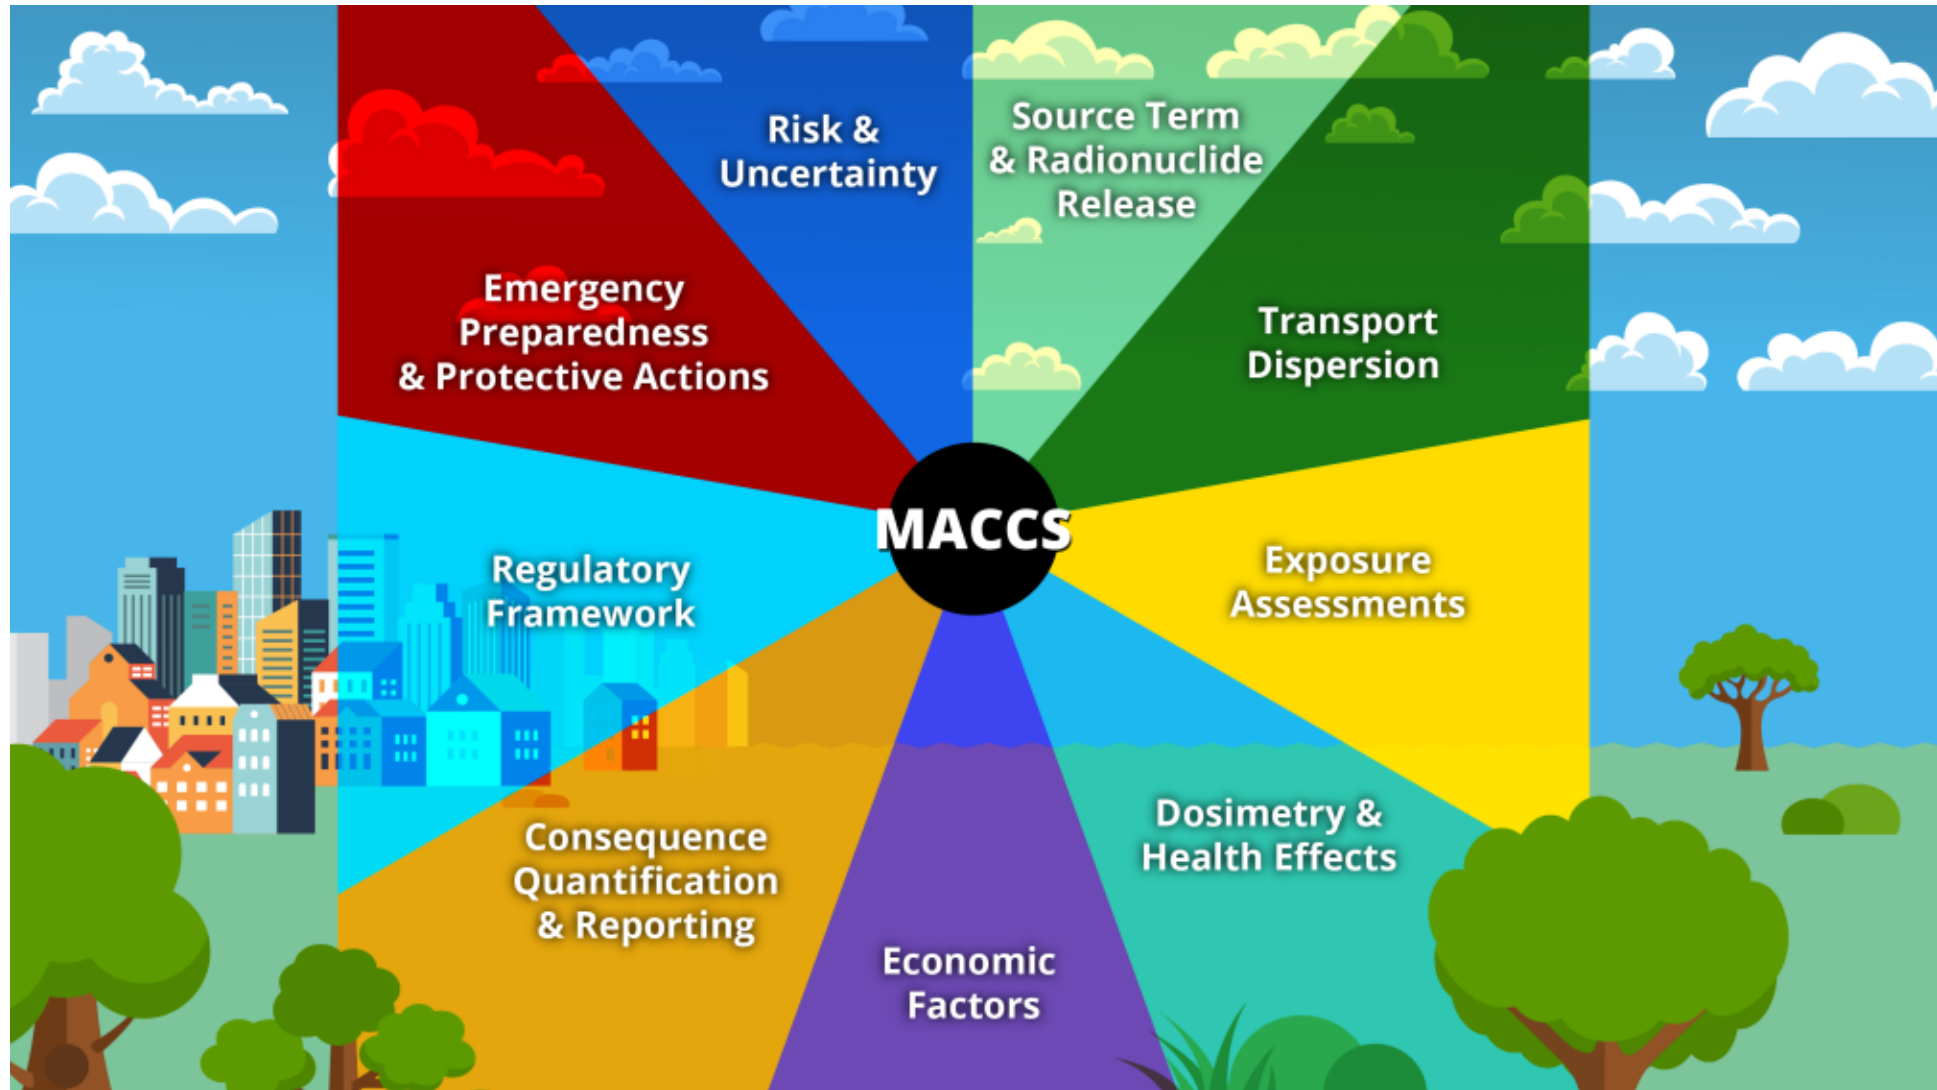 Risk &
Uncertainty
Source Term
& Radionuclide
Release
Emergency
Preparedness
& Protective Actions
Transport
Dispersion
MACCS
Regulatory
Framework
Exposure
Assessments
Consequence
Quantification
& Reporting
Dosimetry &
Health Effects
Economic
Factors